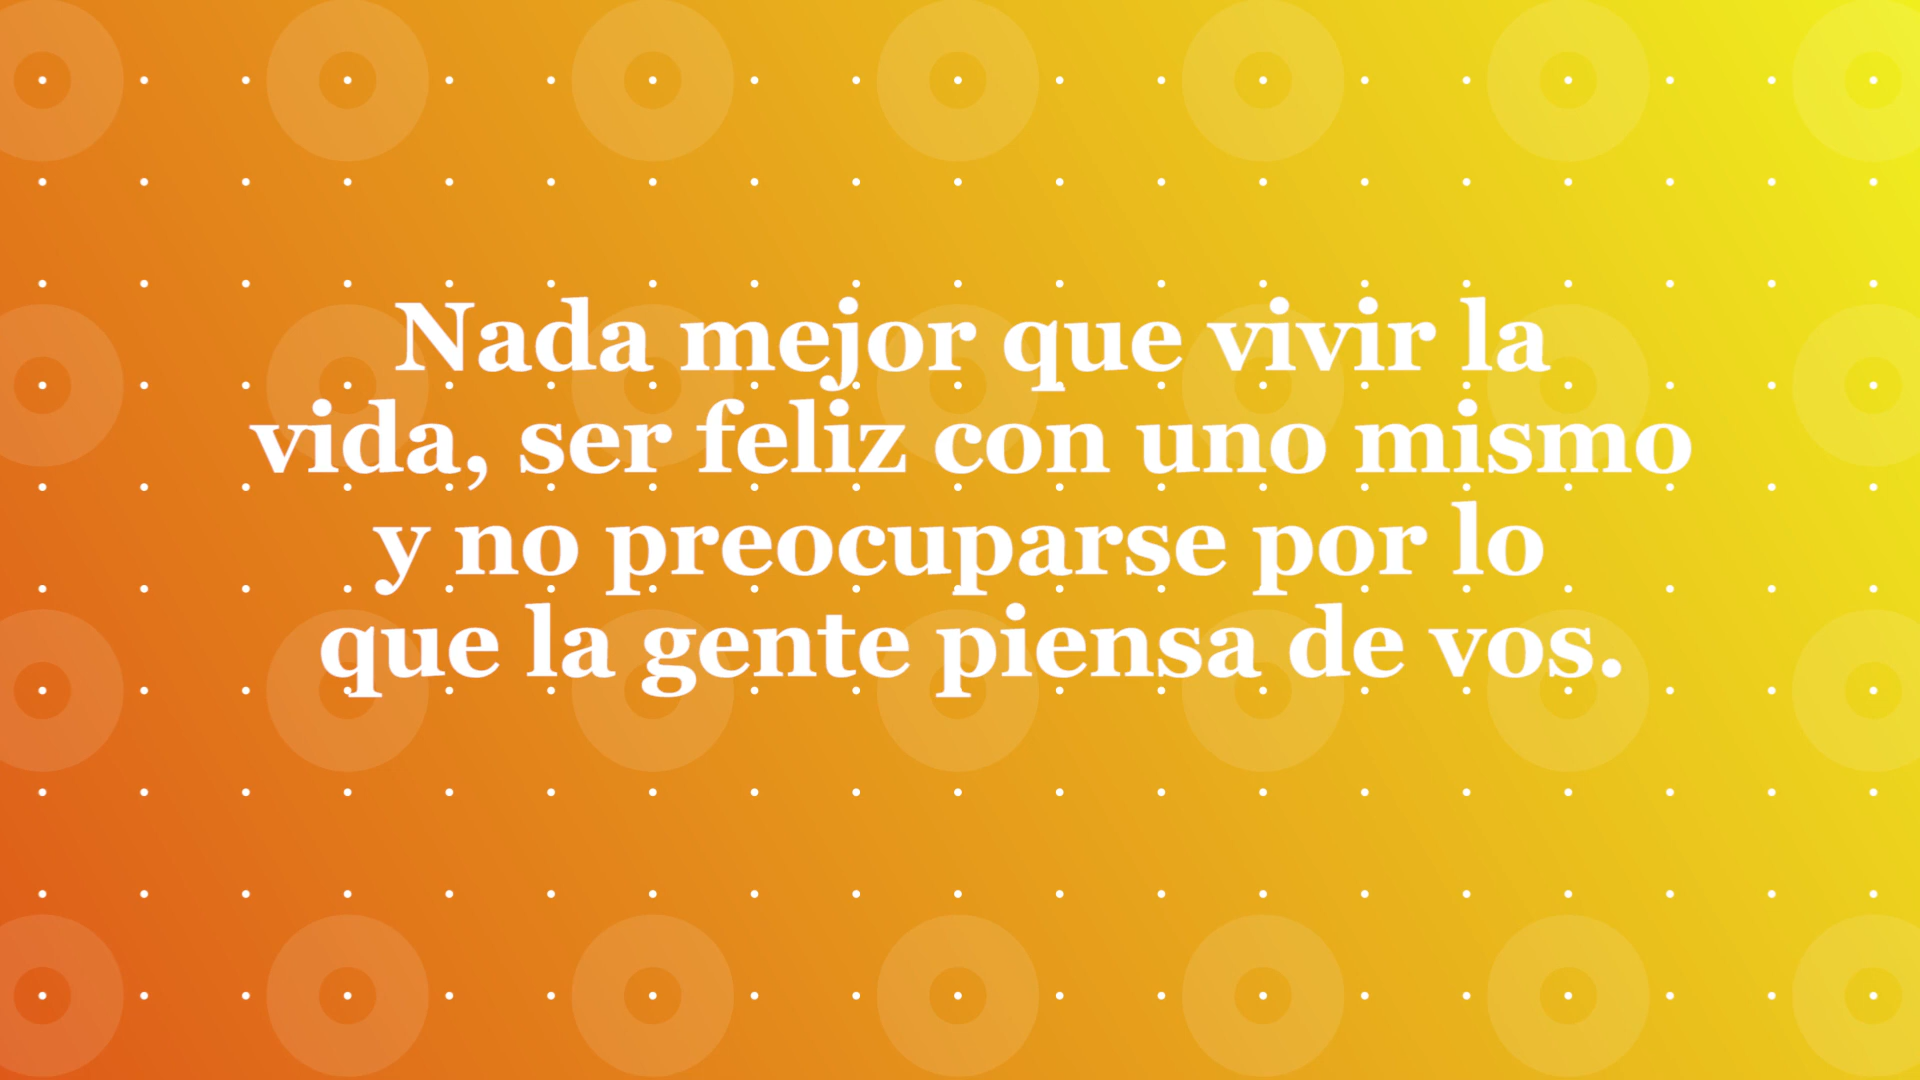 Nada mejor que vivir la
vida, ser feliz con uno mismo
y no preocuparse por lo
que la gente piensa de vos.